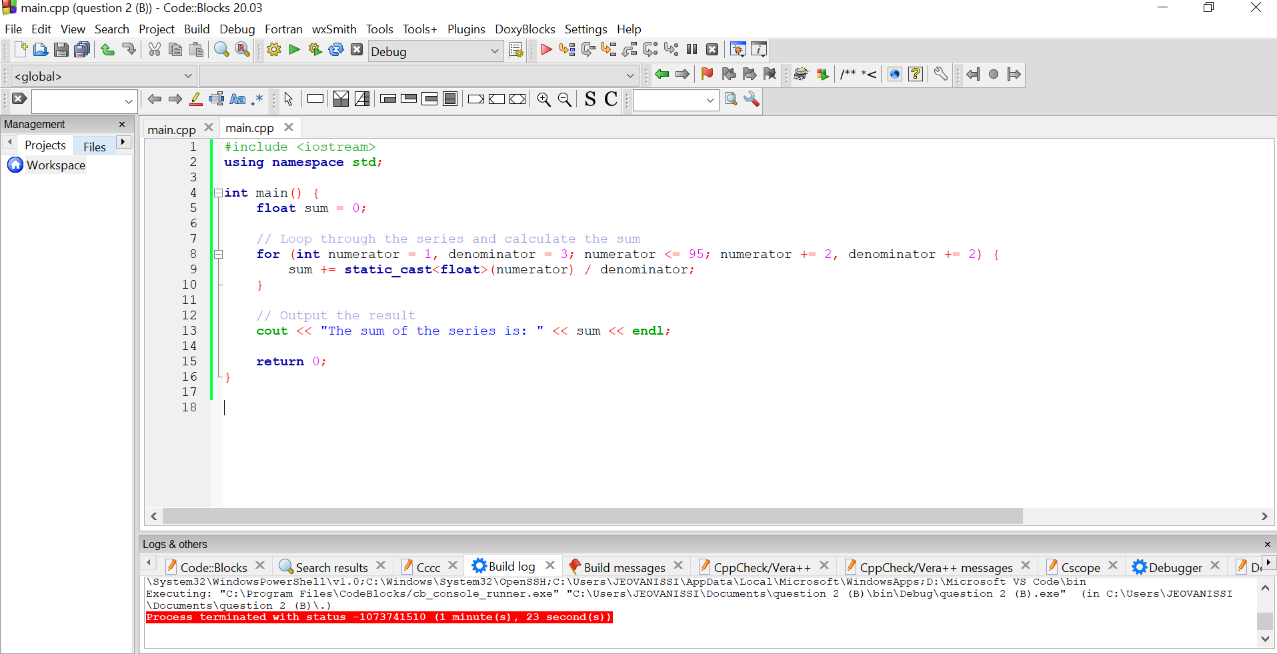 main.cpp (question 2 (B)) - Code::Blocks 20.03
File Edit View Search Project Build Debug Fortran wxSmith Tools Tools+ Plugins DoxyBlocks Settings Help
Debug
<global>
/** *<
Aa .*
S C
Management
main.cpp main.cpp
Projects Files
Workspace
1 #include <iostream>
2 using namespace std;
3
4 int main() {
5 float sum = 0;
6
7 // Loop through the series and calculate the sum
8 for (int numerator = 1, denominator = 3; numerator <= 95; numerator += 2, denominator += 2) {
9 sum += static_cast<float>(numerator) / denominator;
10 }
11
12 // Output the result
13 cout << "The sum of the series is: " << sum << endl;
14
15 return 0;
16 }
17
18
Logs & others
Code::Blocks Search results Cccc Build log Build messages CppCheck/Vera++ CppCheck/Vera++ messages Cscope Debugger
\System32\WindowsPowerShell\v1.0;C:\Windows\System32\OpenSSH;C:\Users\JEOVANISSI\AppData\Local\Microsoft\WindowsApps;D:\Microsoft VS Code\bin
Executing: "C:\Program Files\CodeBlocks/cb_console_runner.exe" "C:\Users\JEOVANISSI\Documents\question 2 (B)\bin\Debug\question 2 (B).exe" (in C:\Users\JEOVANISSI
\Documents\question 2 (B)\.)
Process terminated with status -1073741510 (1 minute(s), 23 second(s))